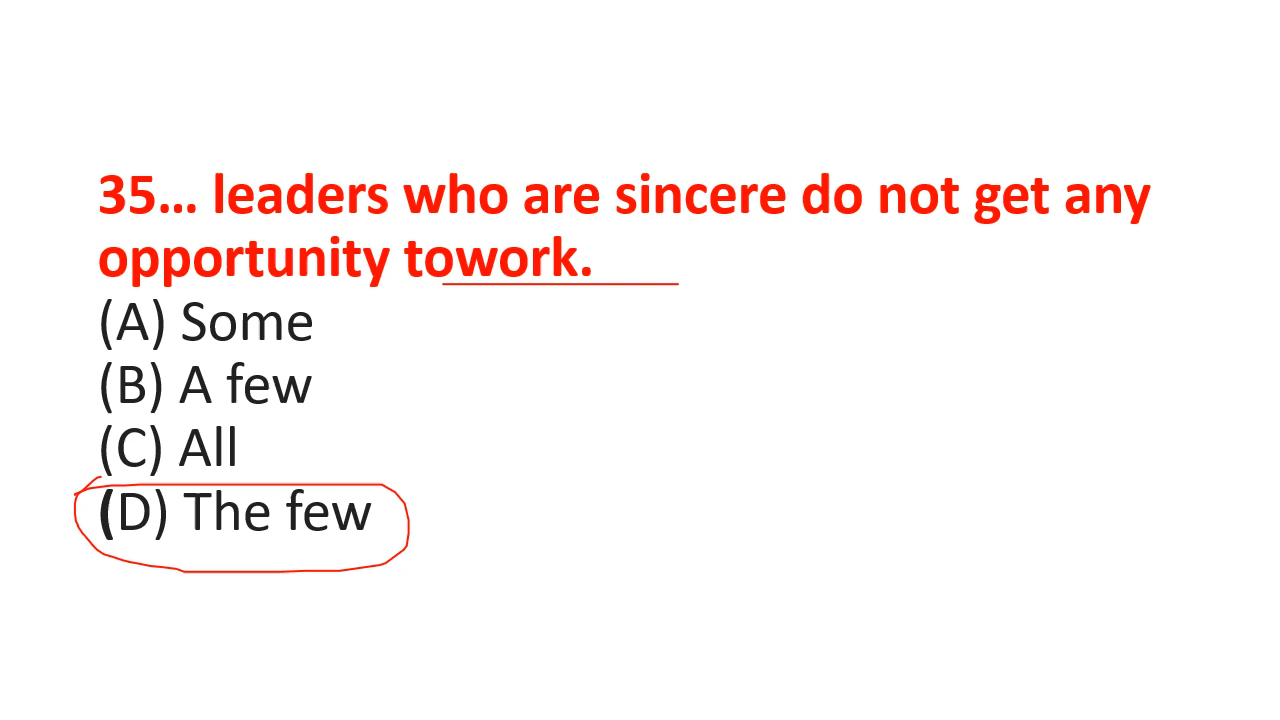 35… leaders who are sincere do not get any
opportunity towork.
(A) Some
(B) A few
(C) All
(D) The few